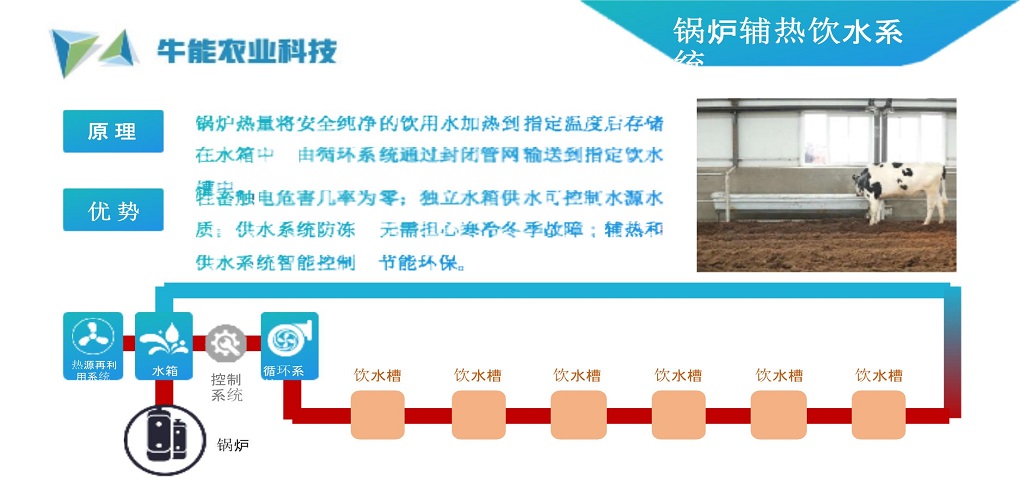 牛能农业科技
锅炉辅热饮水系
统
原 理
锅炉热量将安全纯净的饮用水加热到指定温度后存储
在水箱中 由循环系统通过封闭管网输送到指定饮水
槽中
优 势
牲畜触电危害几率为零；独立水箱供水可控制水源水
质。供水系统防冻 无需担心寒冷冬季故障；辅热和
供水系统智能控制 节能环保。
热源再利
用系统
水箱
控制
系统
循环系
饮水槽
饮水槽
饮水槽
饮水槽
饮水槽
饮水槽
锅炉